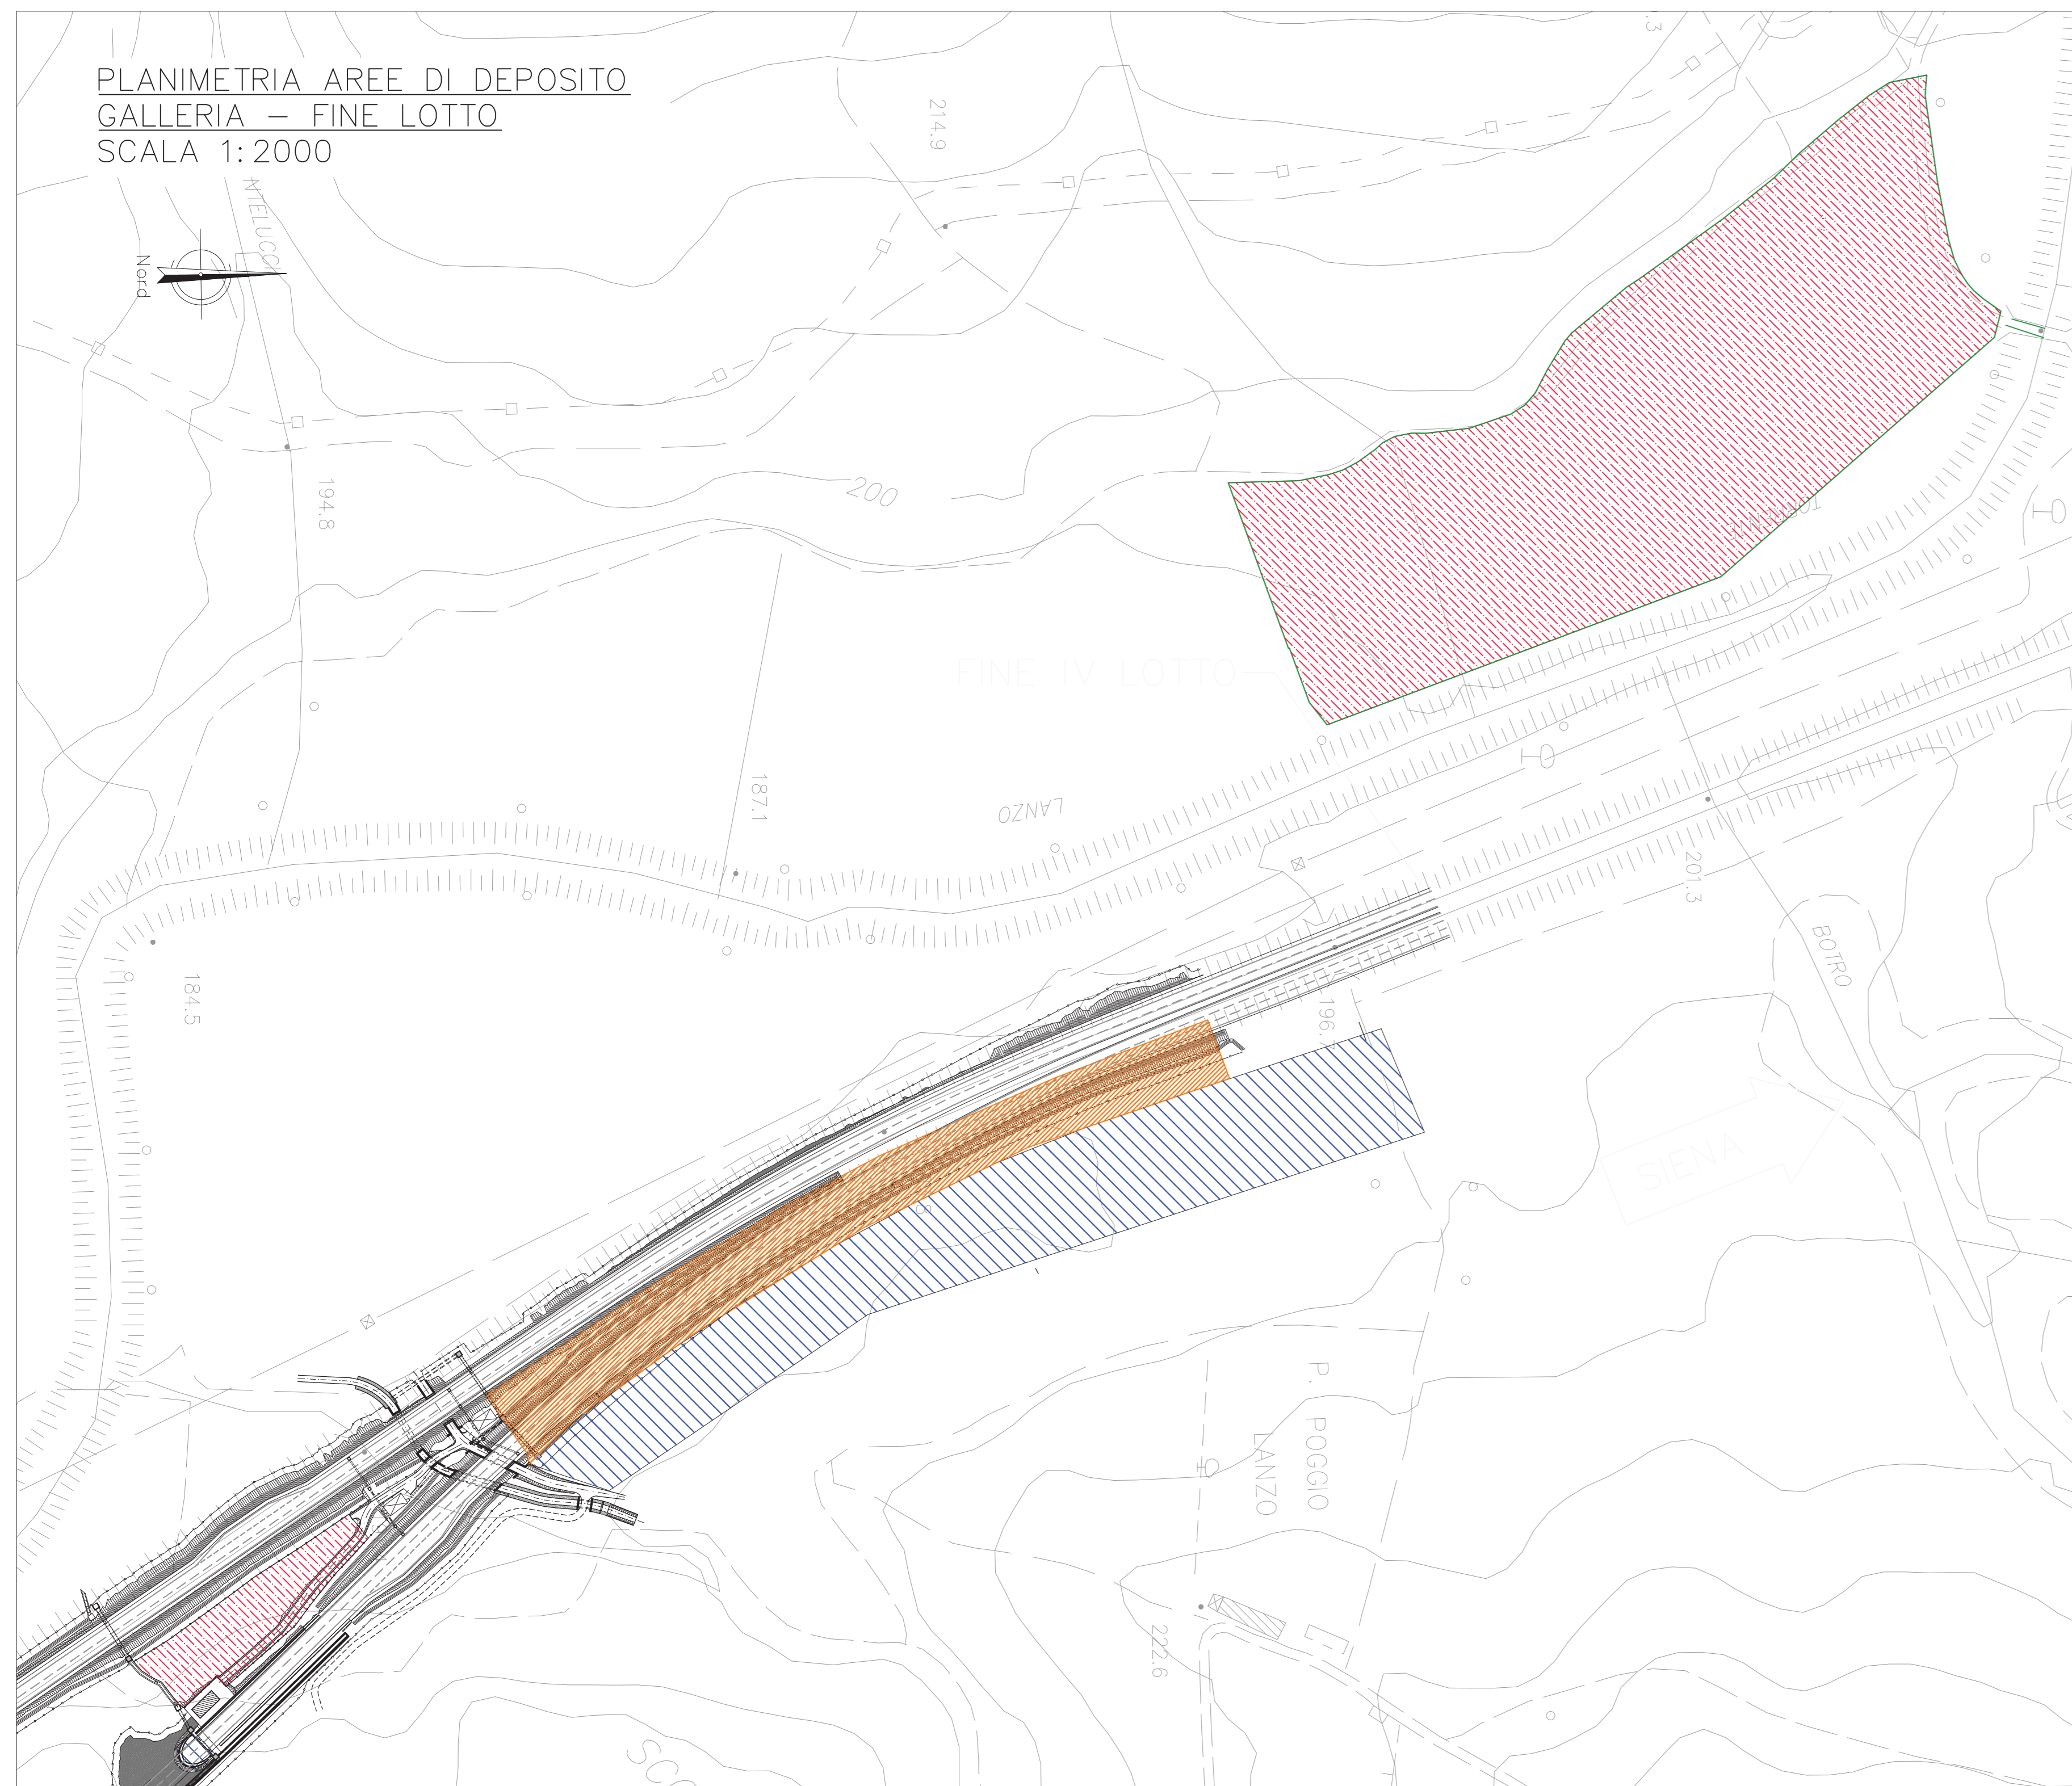 PLANIMETRIA AREE DI DEPOSITO
GALLERIA – FINE LOTTO
SCALA 1:2000
Nord
214.9
194.8
200
FINE IV LOTTO
187.1
LANZO
184.5
201.3
BOTRO
196.7
SIENA
P. POGGIO
LANZO
222.6